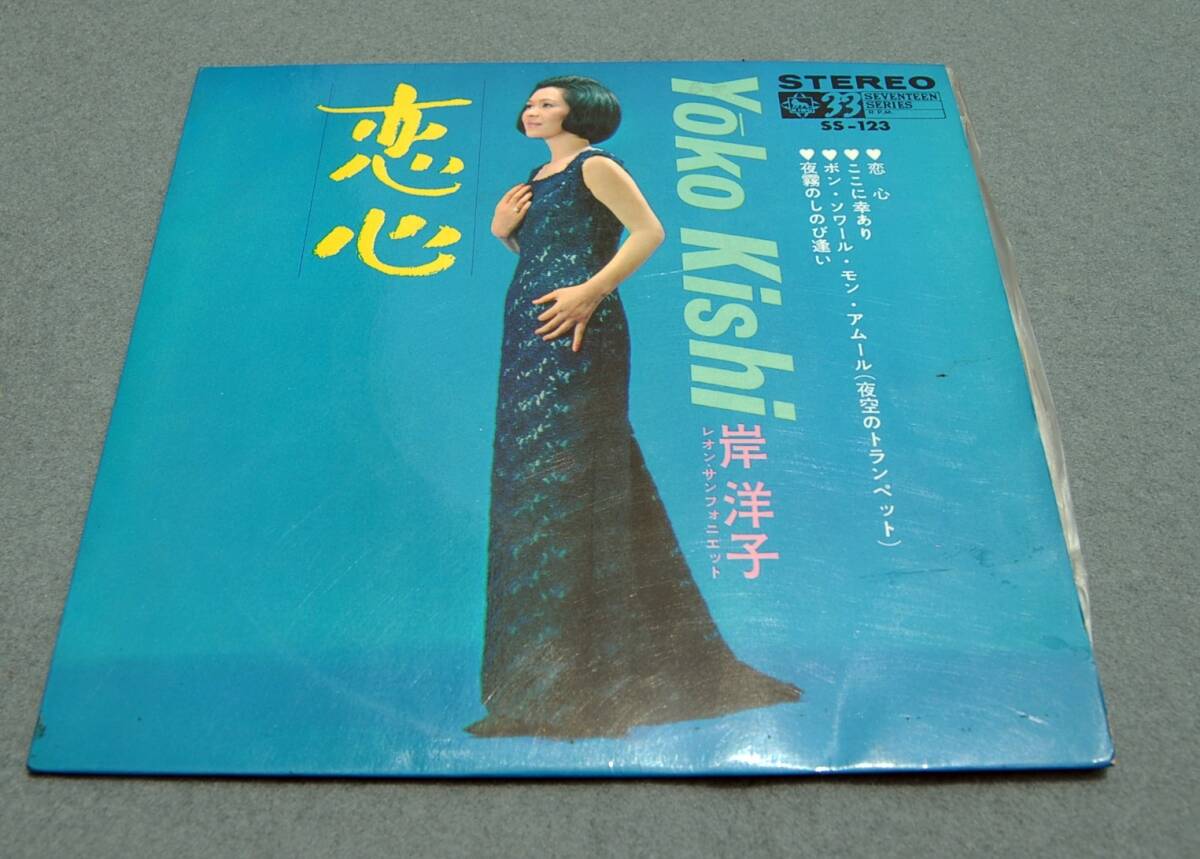 STEREO
33
SEVENTEEN
SERIES
R.P.M.
SS-123
恋心
Yōko Kishi
岸洋子
レオン・サンフォニエット
♥恋心
♥ここに幸あり
♥ボン・ソワール・モン・アムール(夜空のトランペット)
♥夜霧のしのび逢い